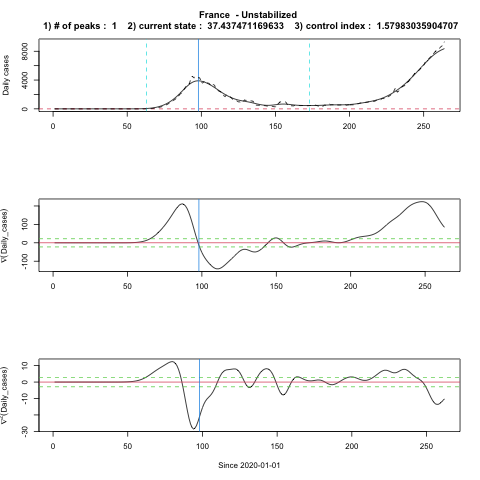 France - Unstabilized
1) # of peaks : 1 2) current state : 37.437471169633 3) control index : 1.57983035904707
Daily cases
8000
4000
0
0 50 100 150 200 250
∇(Daily_cases)
100
0
-100
0 50 100 150 200 250
∇²(Daily_cases)
10
0
-30
0 50 100 150 200 250
Since 2020-01-01